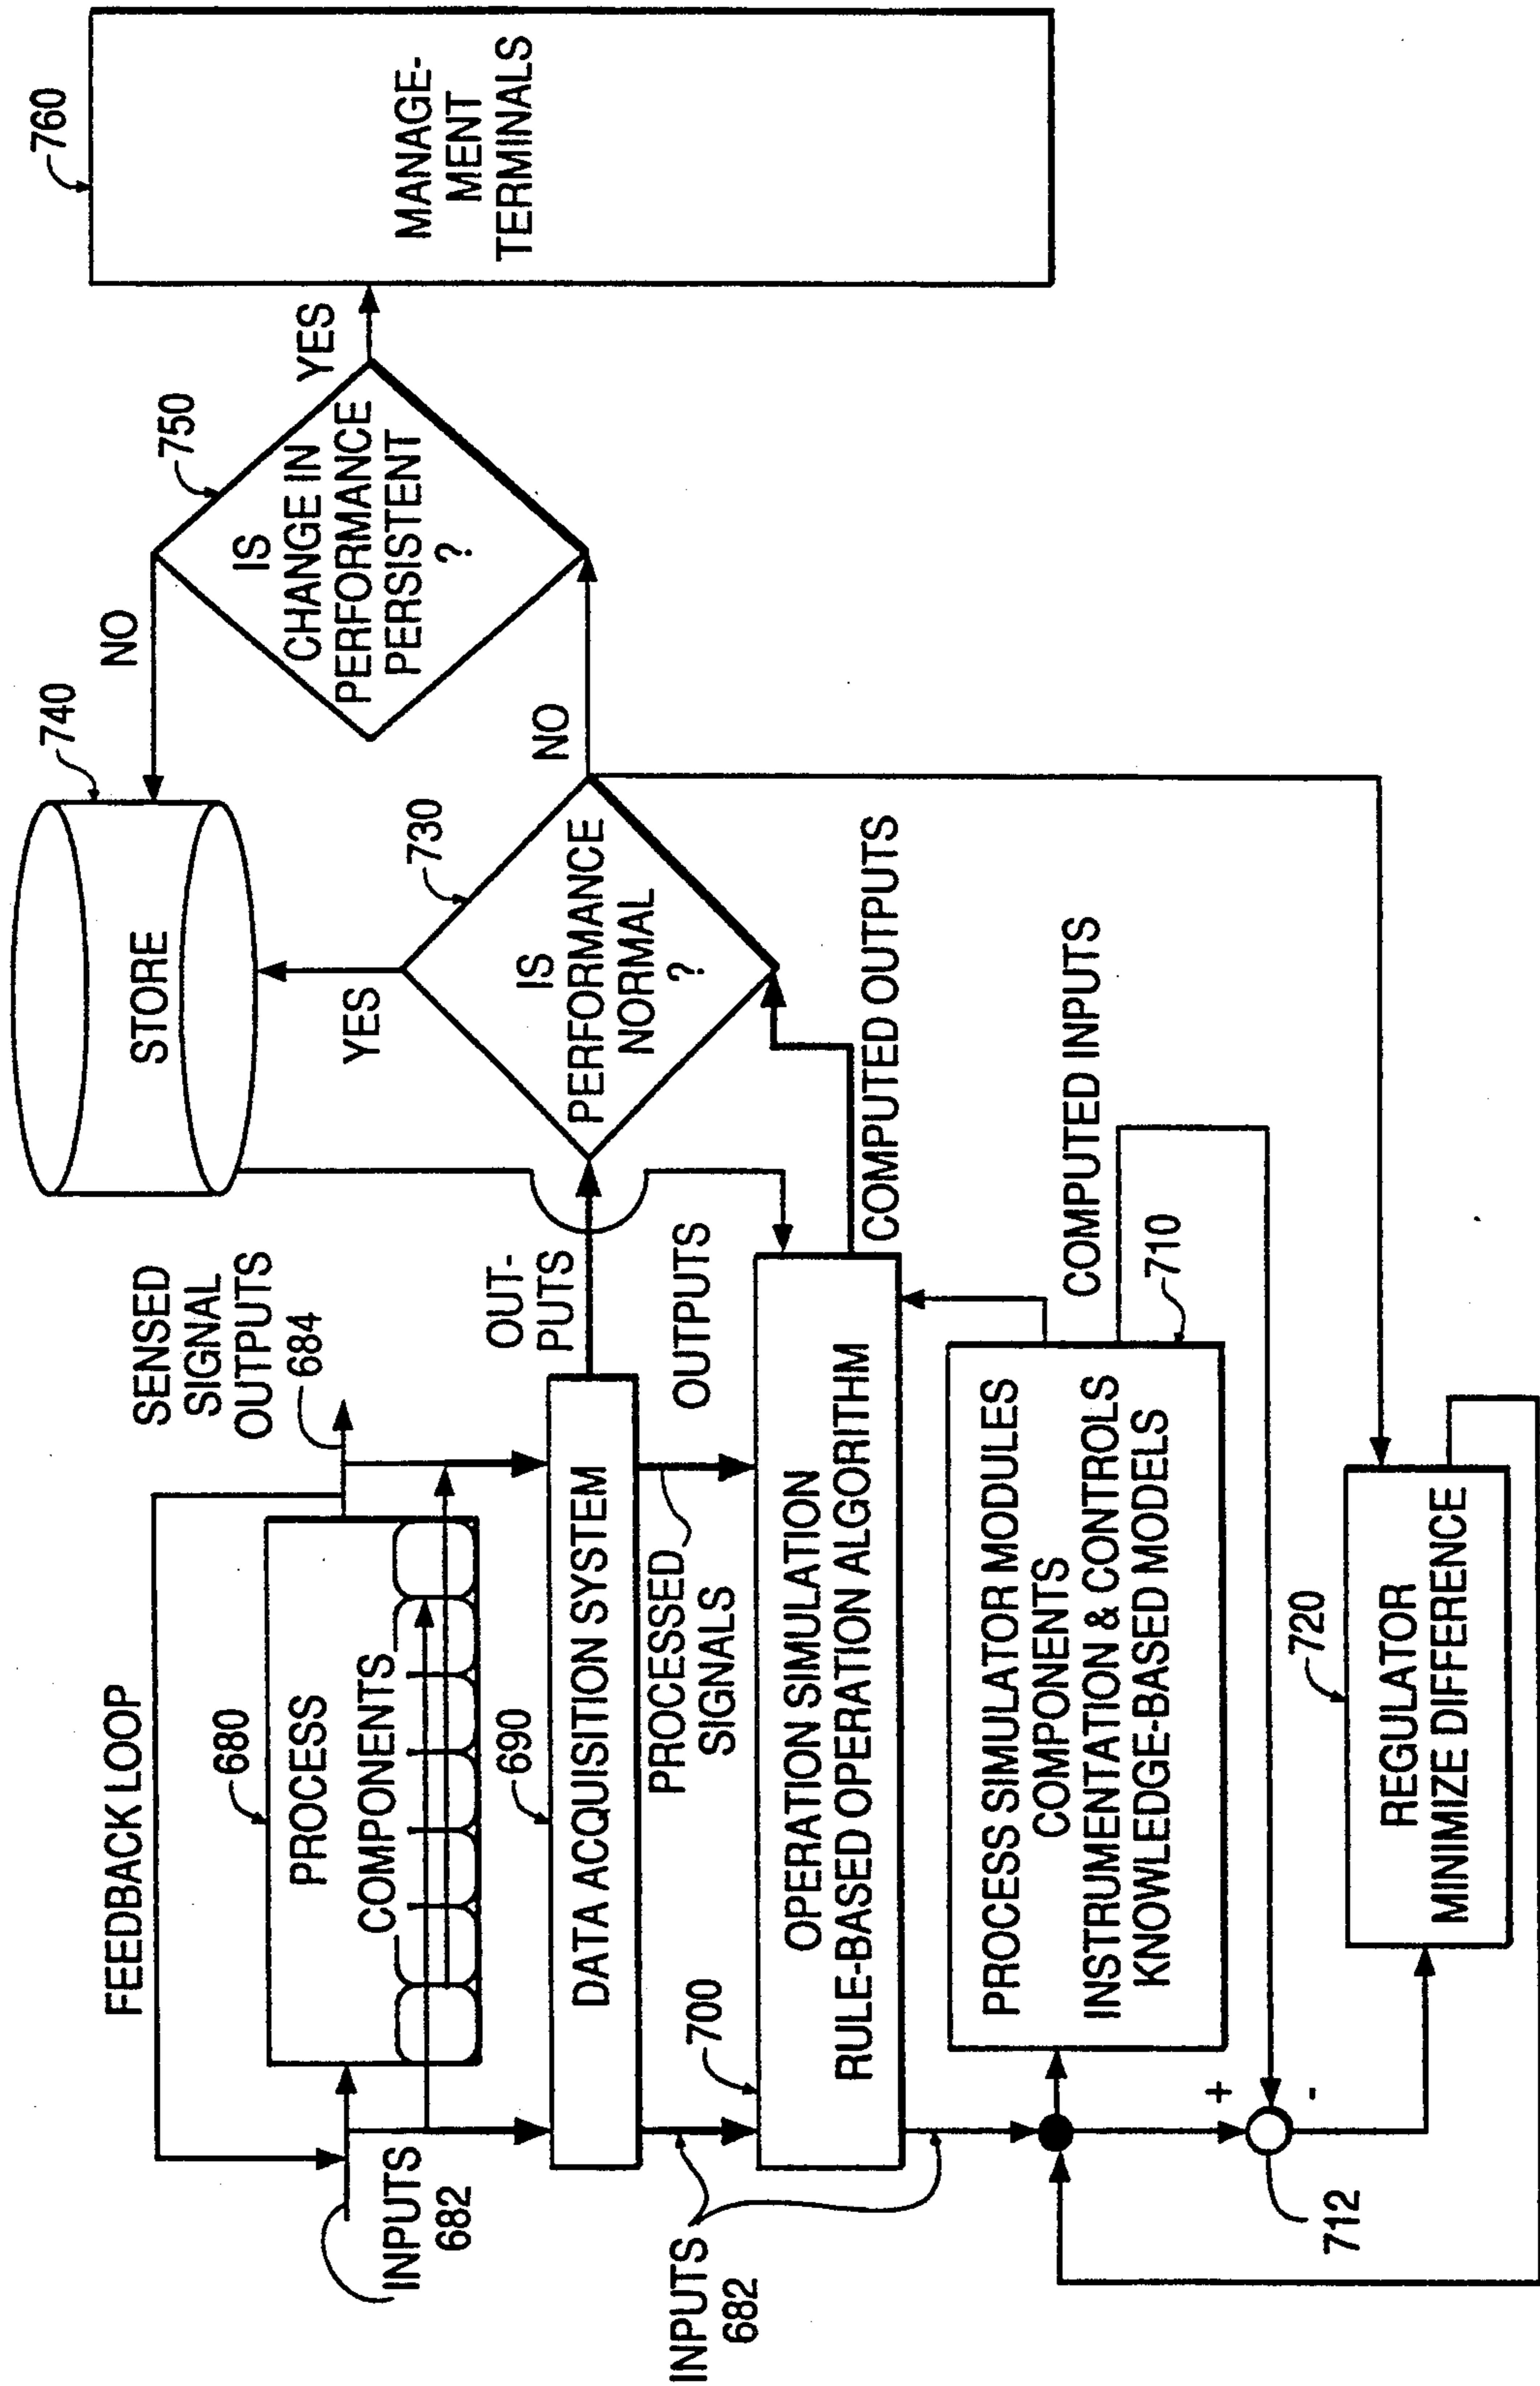 FEEDBACK LOOP
SENSED
SIGNAL
OUTPUTS
684
INPUTS
682
680
PROCESS
COMPONENTS
690
DATA ACQUISITION SYSTEM
OUT-
PUTS
INPUTS
682
PROCESSED
SIGNALS
OUTPUTS
700
OPERATION SIMULATION
RULE-BASED OPERATION ALGORITHM
COMPUTED OUTPUTS
PROCESS SIMULATOR MODULES
COMPONENTS
INSTRUMENTATION & CONTROLS
KNOWLEDGE-BASED MODELS
710
COMPUTED INPUTS
+
-
712
720
REGULATOR
MINIMIZE DIFFERENCE
STORE
740
YES
730
IS
PERFORMANCE
NORMAL
?
NO
NO
750
IS
CHANGE IN
PERFORMANCE
PERSISTENT
?
YES
760
MANAGE-
MENT
TERMINALS